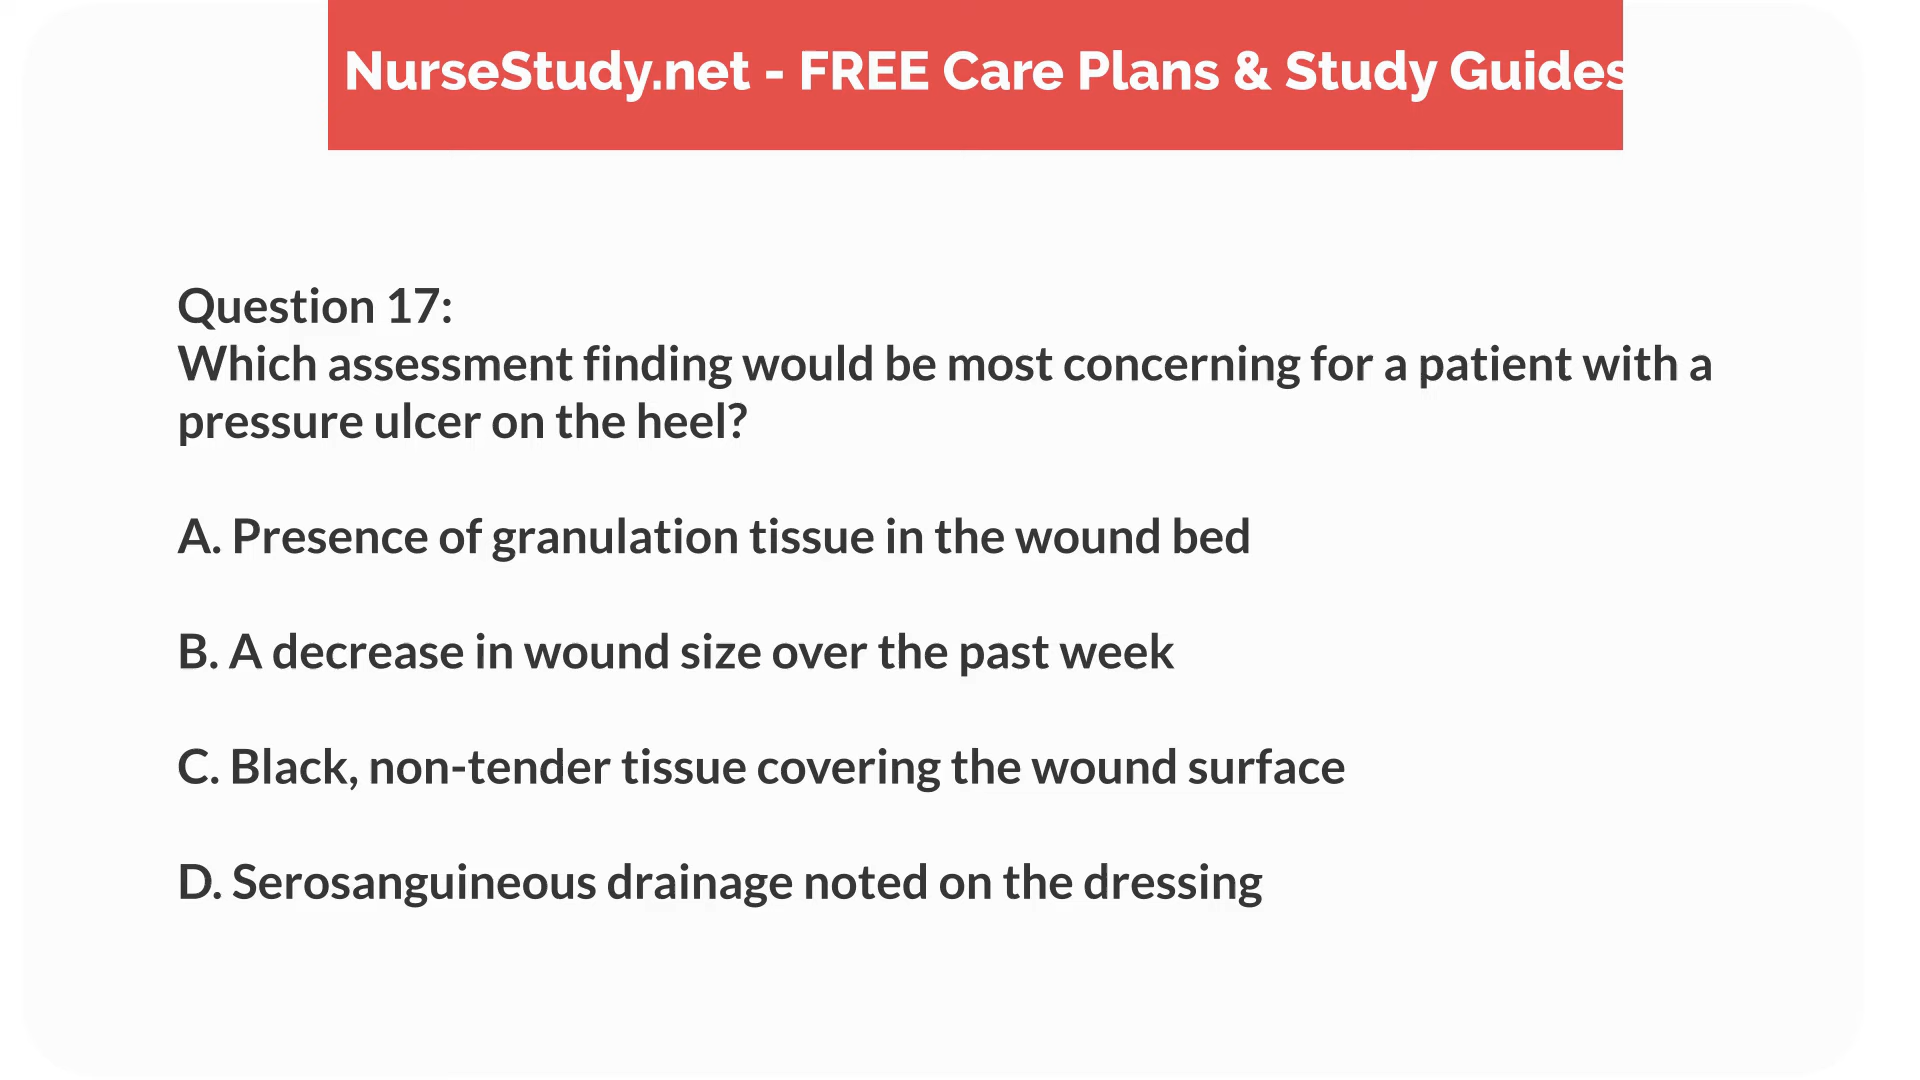 NurseStudy.net - FREE Care Plans & Study Guides
Question 17:
Which assessment finding would be most concerning for a patient with a
pressure ulcer on the heel?
A. Presence of granulation tissue in the wound bed
B. A decrease in wound size over the past week
C. Black, non-tender tissue covering the wound surface
D. Serosanguineous drainage noted on the dressing